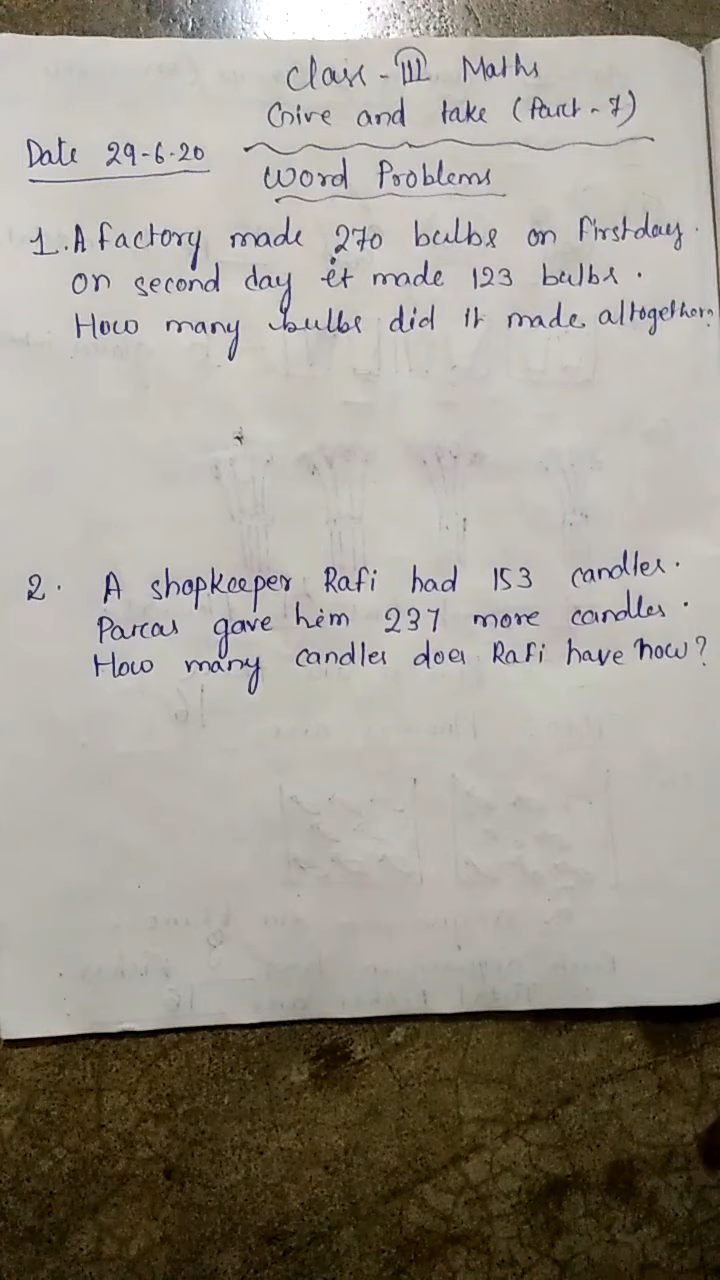 Class - III Maths
Give and take (Part - 7)
Date 29-6-20
Word Problems
1. A factory made 270 bulbs on first day.
on second day it made 123 bulbs.
How many bulbs did it made altogether?
2. A shopkeeper Rafi had 153 candles.
Paras gave him 237 more candles.
How many candles does Rafi have now?